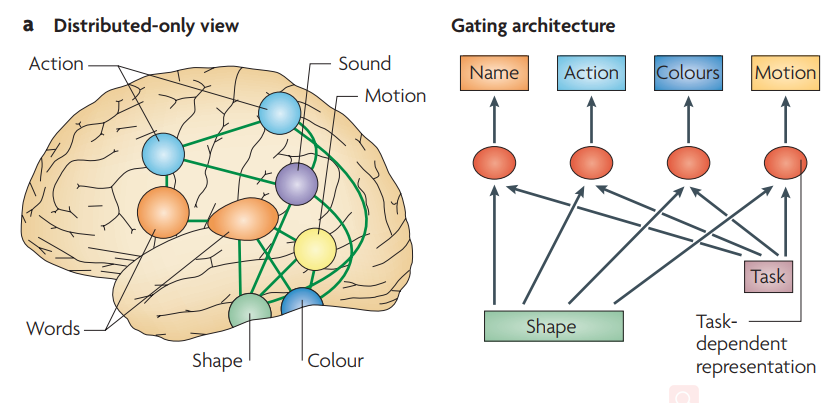 a Distributed-only view
Gating architecture
Action
Sound
Motion
Words
Shape
Colour
Name
Action
Colours
Motion
Task
Shape
Task-
dependent
representation